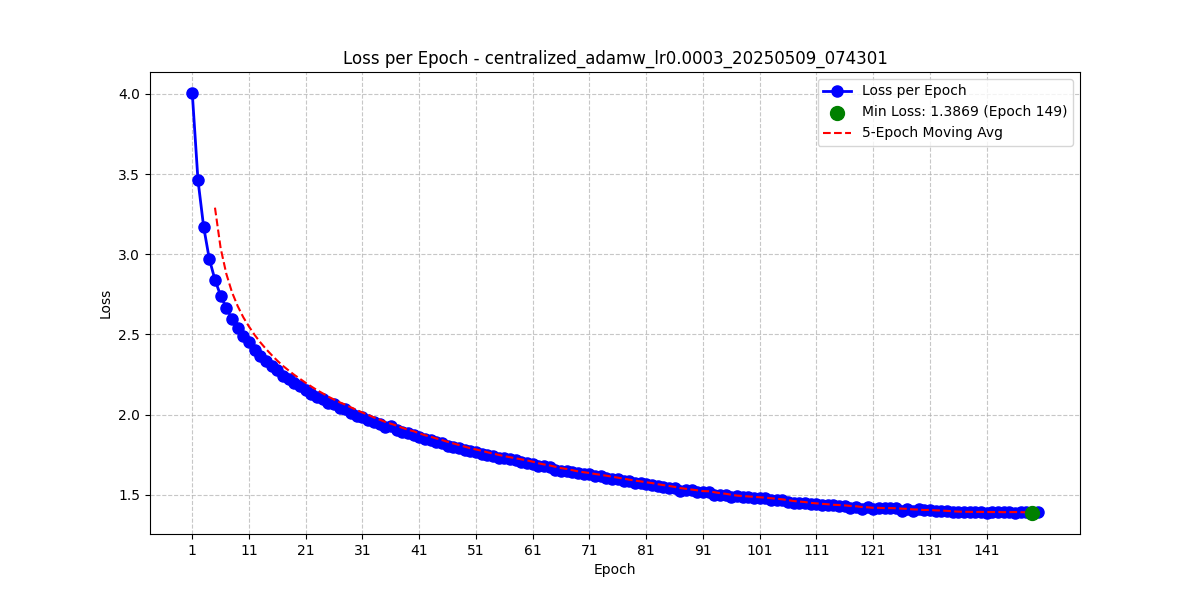 Loss per Epoch - centralized_adamw_lr0.0003_20250509_074301
Loss per Epoch
Min Loss: 1.3869 (Epoch 149)
5-Epoch Moving Avg
4.0
3.5
3.0
2.5
2.0
1.5
Loss
1 11 21 31 41 51 61 71 81 91 101 111 121 131 141
Epoch